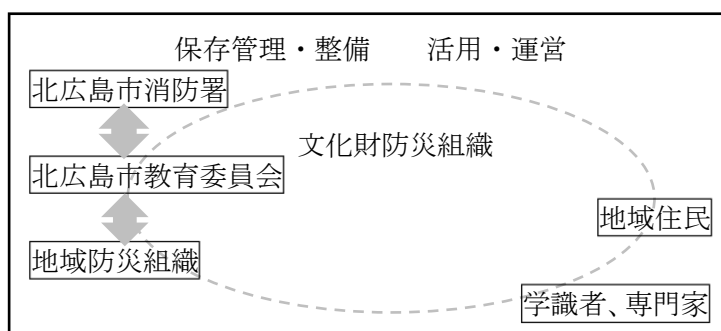 保存管理・整備　活用・運営
北広島市消防署
文化財防災組織
北広島市教育委員会
地域住民
地域防災組織
学識者、専門家